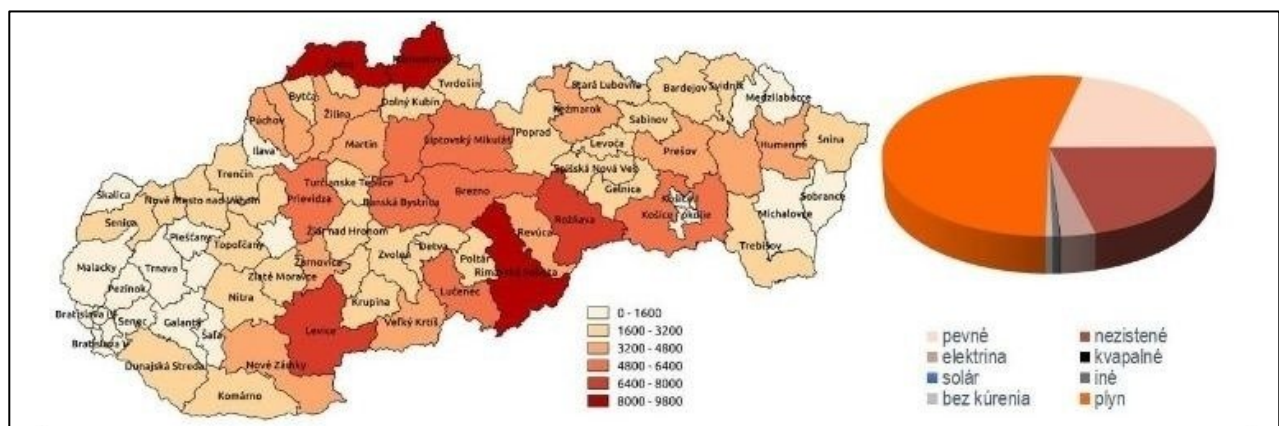 Tvrdošín
Stará Ľubovňa
Bardejov
Svidník
Medzilaborce
Bytča
Dolný Kubín
Kežmarok
Púchov
Žilina
Sabinov
Poprad
Ilava
Martin
Liptovský Mikuláš
Levoča
Prešov
Humenné
Snina
Trenčín
Spišská Nová Ves
Turčianske Teplice
Gelnica
Skalica
Nové Mesto nad Váhom
Prievidza
Brezno
Banská Bystrica
Sobrance
Senica
Rožňava
Košice - okolie
Michalovce
Piešťany
Topoľčany
Žiar nad Hronom
Revúca
Detva
Trebišov
Malacky
Trnava
Zvolen
Poltár
Žarnovica
Zlaté Moravce
Rimavská Sobota
Pezinok
Nitra
Krupina
Lučenec
Senec
Galanta
Levice
Veľký Krtíš
Šaľa
Dunajská Streda
Nové Zámky
Komárno
0 - 1600
1600 - 3200
3200 - 4800
4800 - 6400
6400 - 8000
8000 - 9800
pevné
nezistené
elektrina
kvapalné
solár
iné
bez kúrenia
plyn